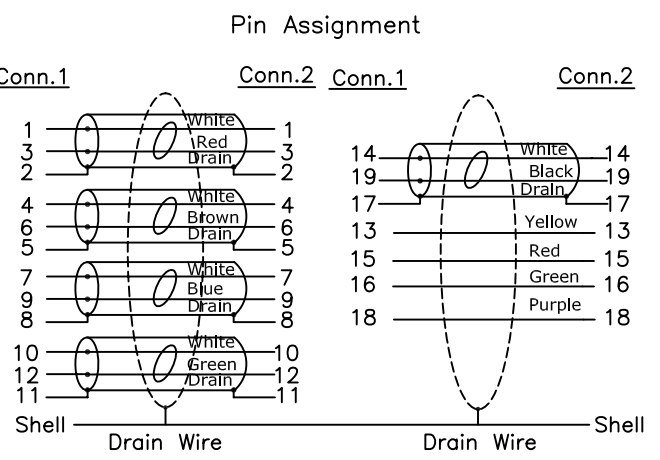 Pin Assignment
Conn.1 Conn.2 Conn.1 Conn.2
1 White 1
3 Red 3
2 Drain 2
4 White 4
6 Brown 6
5 Drain 5
7 White 7
9 Blue 9
8 Drain 8
10 White 10
12 Green 12
11 Drain 11
14 White 14
19 Black 19
17 Drain 17
13 Yellow 13
15 Red 15
16 Green 16
18 Purple 18
Shell Shell
Drain Wire Drain Wire